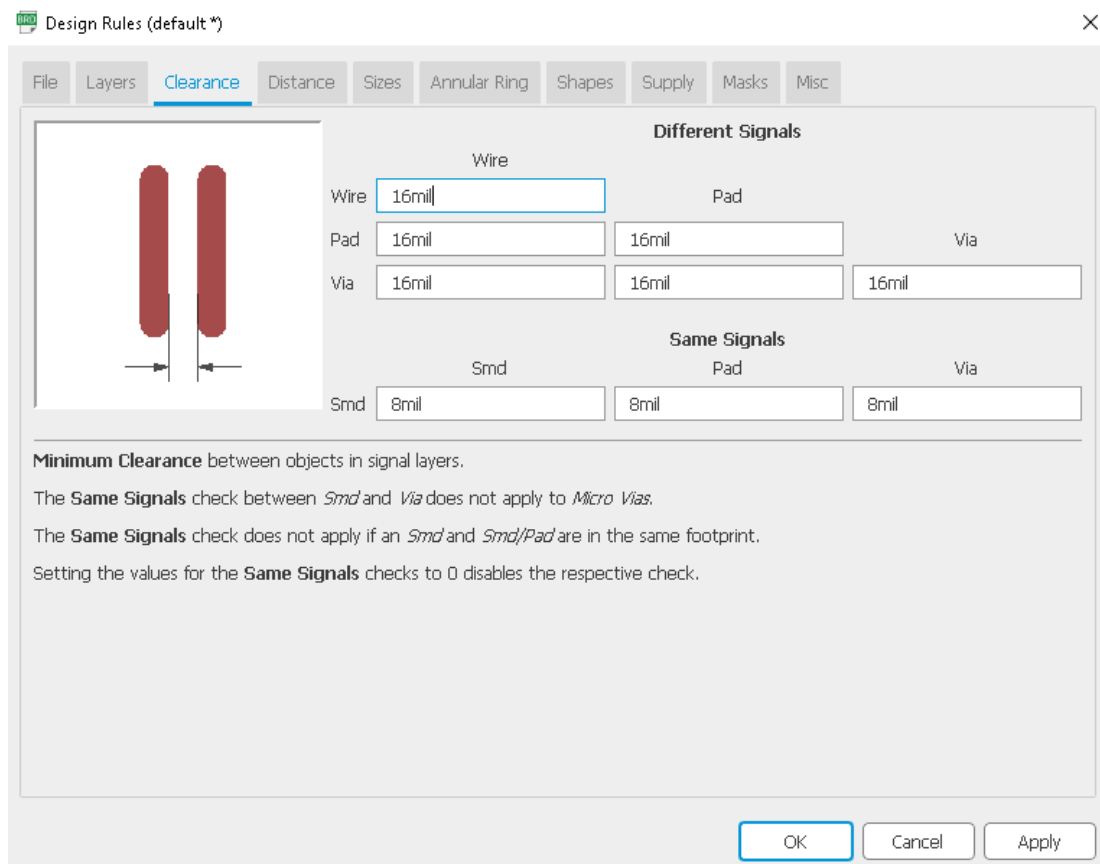 BRD
Design Rules (default *)
File Layers Clearance Distance Sizes Annular Ring Shapes Supply Masks Misc
Different Signals
Wire
Wire 16mil Pad
Pad 16mil 16mil Via
Via 16mil 16mil 16mil
Same Signals
Smd Pad Via
Smd 8mil 8mil 8mil
Minimum Clearance between objects in signal layers.
The Same Signals check between Smd and Via does not apply to Micro Vias.
The Same Signals check does not apply if an Smd and Smd/Pad are in the same footprint.
Setting the values for the Same Signals checks to 0 disables the respective check.
OK Cancel Apply